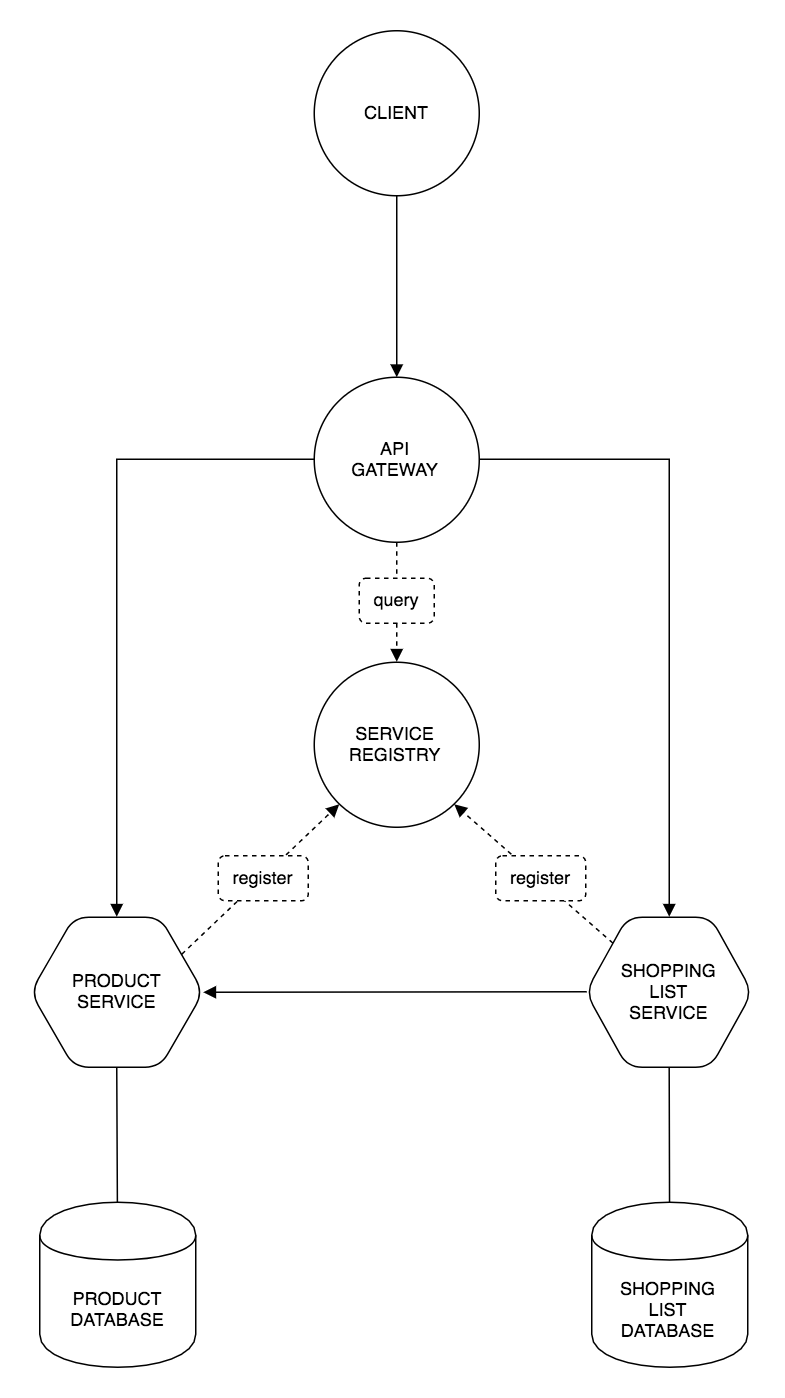 CLIENT
API
GATEWAY
query
SERVICE
REGISTRY
register
register
PRODUCT
SERVICE
SHOPPING
LIST
SERVICE
PRODUCT
DATABASE
SHOPPING
LIST
DATABASE